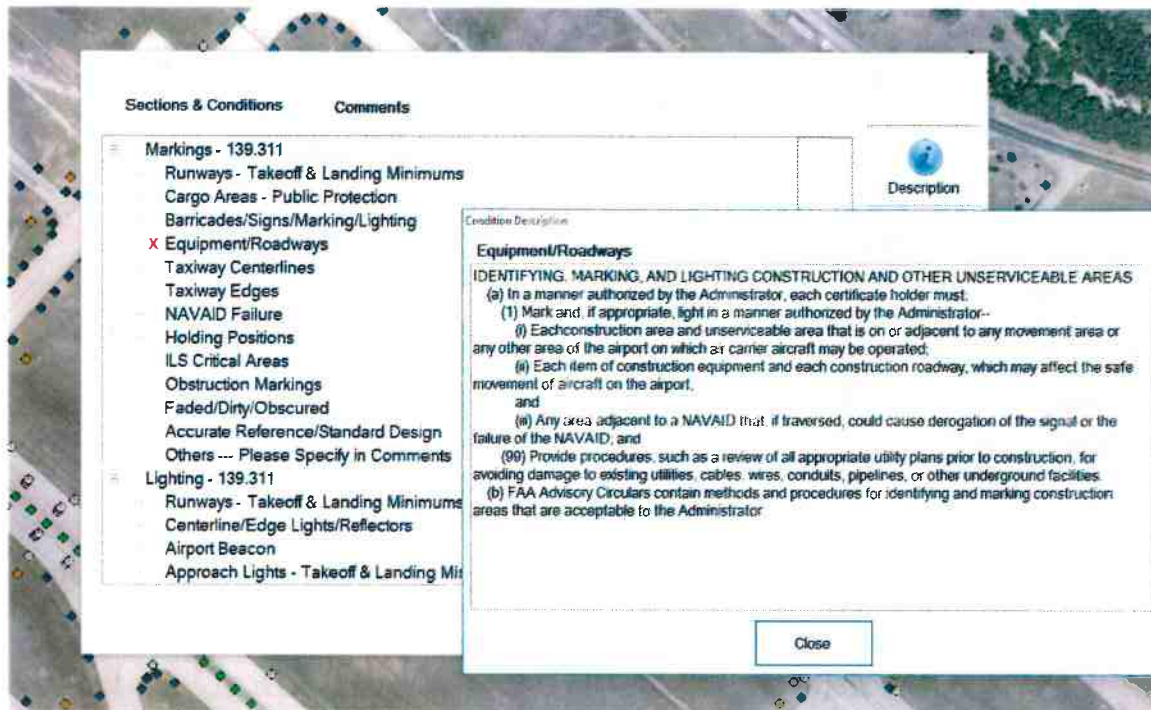 Sections & Conditions
Comments
Markings - 139.311
Runways - Takeoff & Landing Minimums
Cargo Areas - Public Protection
Barricades/Signs/Marking/Lighting
X Equipment/Roadways
Taxiway Centerlines
Taxiway Edges
NAVAID Failure
Holding Positions
ILS Critical Areas
Obstruction Markings
Faded/Dirty/Obscured
Accurate Reference/Standard Design
Others --- Please Specify in Comments
Lighting - 139.311
Runways - Takeoff & Landing Minimums
Centerline/Edge Lights/Reflectors
Airport Beacon
Approach Lights - Takeoff & Landing Mi
i
Description
Condition Description
Equipment/Roadways
IDENTIFYING, MARKING, AND LIGHTING CONSTRUCTION AND OTHER UNSERVICEABLE AREAS
(a) In a manner authorized by the Administrator, each certificate holder must:
(1) Mark and, if appropriate, light in a manner authorized by the Administrator--
(i) Eachconstruction area and unserviceable area that is on or adjacent to any movement area or
any other area of the airport on which air carrier aircraft may be operated;
(ii) Each item of construction equipment and each construction roadway, which may affect the safe
movement of aircraft on the airport,
and
(iii) Any area adjacent to a NAVAID that, if traversed, could cause derogation of the signal or the
failure of the NAVAID; and
(99) Provide procedures, such as a review of all appropriate utility plans prior to construction, for
avoiding damage to existing utilities, cables, wires, conduits, pipelines, or other underground facilities.
(b) FAA Advisory Circulars contain methods and procedures for identifying and marking construction
areas that are acceptable to the Administrator
Close